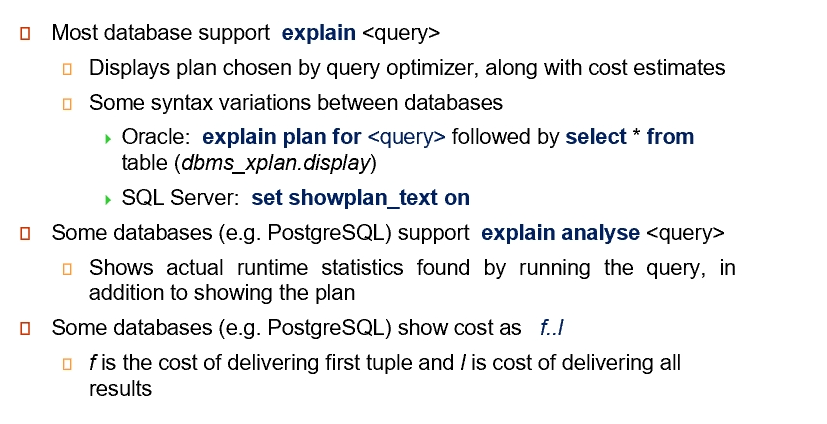 Most database support explain <query>
Displays plan chosen by query optimizer, along with cost estimates
Some syntax variations between databases
Oracle: explain plan for <query> followed by select * from
table (dbms_xplan.display)
SQL Server: set showplan_text on
Some databases (e.g. PostgreSQL) support explain analyse <query>
Shows actual runtime statistics found by running the query, in
addition to showing the plan
Some databases (e.g. PostgreSQL) show cost as f..l
f is the cost of delivering first tuple and l is cost of delivering all
results